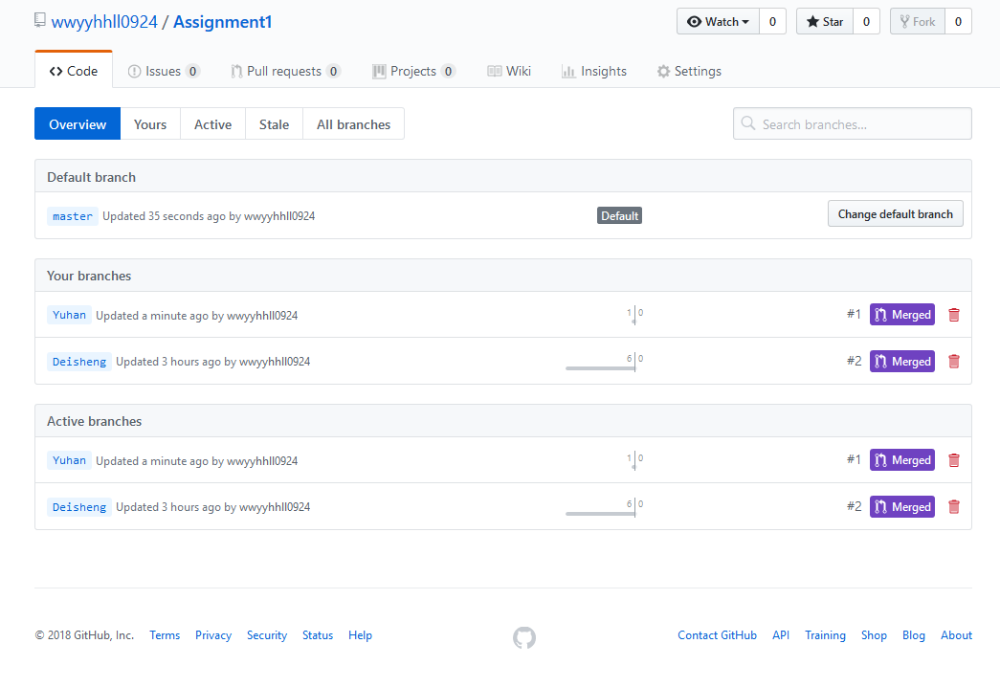 wwyyhhll0924 / Assignment1 Watch 0 Star 0 Fork 0
Code Issues 0 Pull requests 0 Projects 0 Wiki Insights Settings
Overview Yours Active Stale All branches Search branches...
Default branch
master Updated 35 seconds ago by wwyyhhll0924 Default Change default branch
Your branches
Yuhan Updated a minute ago by wwyyhhll0924 1 0 #1 Merged
Deisheng Updated 3 hours ago by wwyyhhll0924 6 0 #2 Merged
Active branches
Yuhan Updated a minute ago by wwyyhhll0924 1 0 #1 Merged
Deisheng Updated 3 hours ago by wwyyhhll0924 6 0 #2 Merged
© 2018 GitHub, Inc. Terms Privacy Security Status Help Contact GitHub API Training Shop Blog About